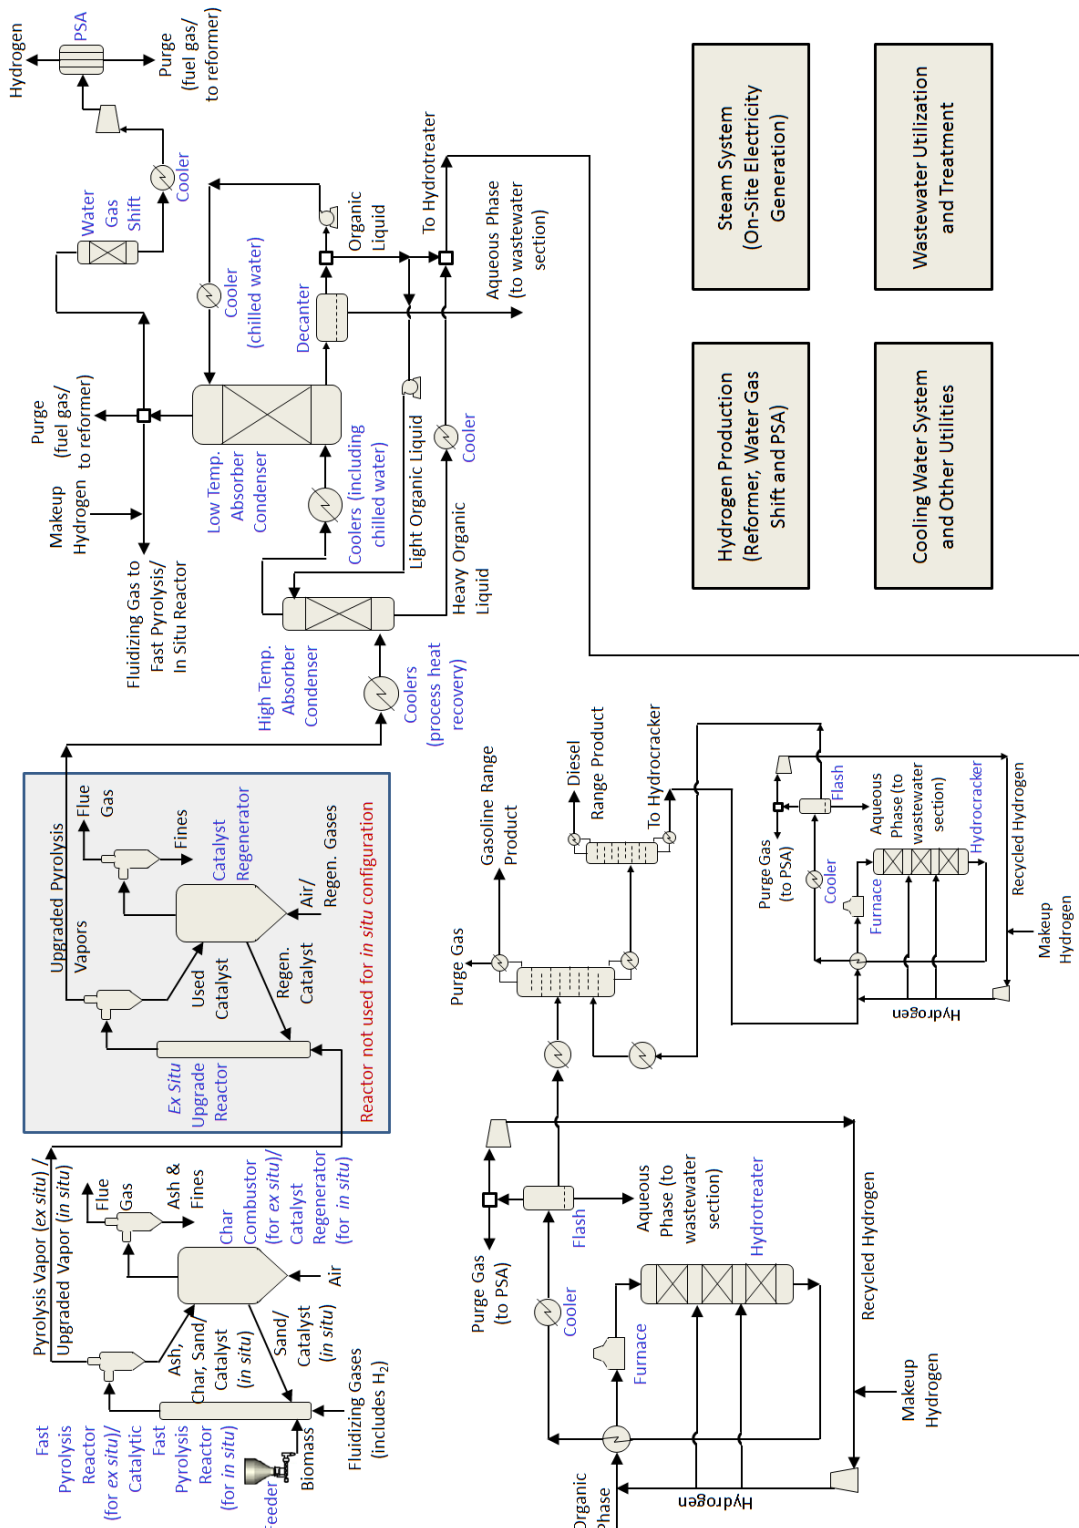 Fast
Pyrolysis
Reactor
(for ex situ)/
Catalytic
Fast
Pyrolysis
Reactor
(for in situ)
Feeder
Biomass
Fluidizing Gases
(includes H2)
Pyrolysis Vapor (ex situ) /
Upgraded Vapor (in situ)
Ash,
Char, Sand/
Catalyst
(in situ)
Sand/
Catalyst
(in situ)
Flue
Gas
Ash &
Fines
Char
Combustor
(for ex situ)/
Catalyst
Regenerator
(for in situ)
Air
Ex Situ
Upgrade
Reactor
Upgraded Pyrolysis
Vapors
Used
Catalyst
Regen.
Catalyst
Flue
Gas
Fines
Catalyst
Regenerator
Air/
Regen. Gases
Reactor not used for in situ configuration
Coolers
(process heat
recovery)
High Temp.
Absorber
Condenser
Heavy Organic
Liquid
Light Organic Liquid
Coolers (including
chilled water)
Low Temp.
Absorber
Condenser
Fluidizing Gas to
Fast Pyrolysis/
In Situ Reactor
Makeup
Hydrogen
Purge
(fuel gas/
to reformer)
Cooler
(chilled water)
Decanter
Organic
Liquid
Cooler
To Hydrotreater
Aqueous Phase
(to wastewater
section)
Water
Gas
Shift
Cooler
PSA
Hydrogen
Purge
(fuel gas/
to reformer)
Organic
Phase
Hydrogen
Furnace
Cooler
Purge Gas
(to PSA)
Flash
Aqueous
Phase (to
wastewater
section)
Hydrotreater
Recycled Hydrogen
Makeup
Hydrogen
Purge Gas
Gasoline Range
Product
Diesel
Range Product
To Hydrocracker
Hydrogen
Furnace
Cooler
Purge Gas
(to PSA)
Flash
Aqueous
Phase (to
wastewater
section)
Hydrocracker
Recycled Hydrogen
Makeup
Hydrogen
Hydrogen Production
(Reformer, Water Gas
Shift and PSA)
Steam System
(On-Site Electricity
Generation)
Cooling Water System
and Other Utilities
Wastewater Utilization
and Treatment